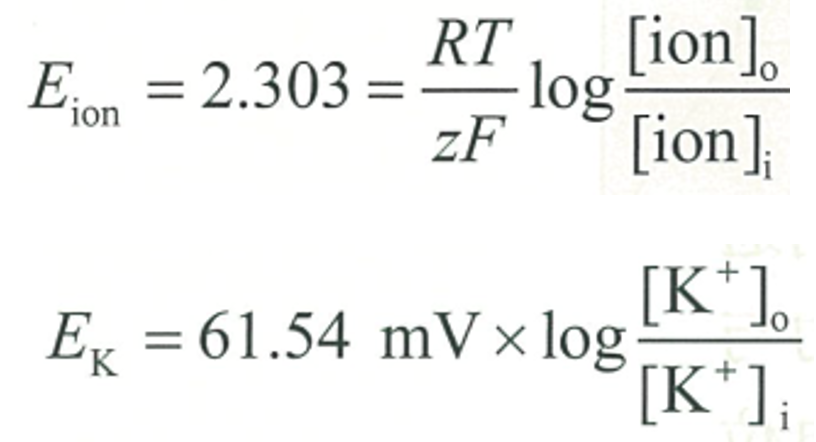 E_ion = 2.303 = RT/zF log [ion]_o/[ion]_i
E_K = 61.54 mV × log [K⁺]_o/[K⁺]_i